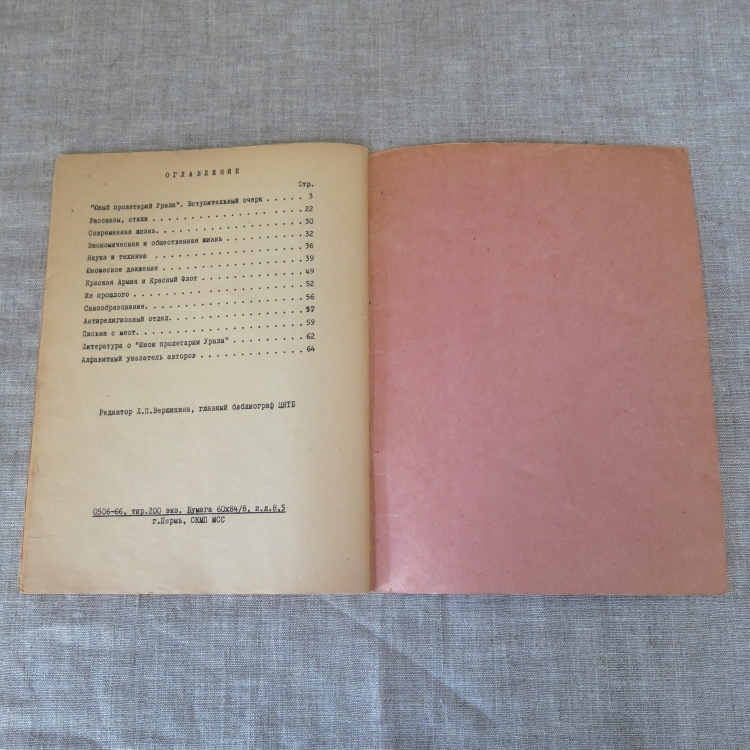 ОГЛАВЛЕНИЕ
Стр.
"Юный пролетарий Урала". Вступительный очерк . . . . . 3
Рассказы, стихи . . . . . . . . . . . . . . . . 22
Современная жизнь. . . . . . . . . . . . . . . . 30
Экономическая и общественная жизнь . . . . . . . . . 32
Наука и техника . . . . . . . . . . . . . . . . 36
Юношеское движение . . . . . . . . . . . . . . . 39
Красная Армия и Красный Флот . . . . . . . . . . . 49
Из прошлого . . . . . . . . . . . . . . . . . . 52
Самообразование. . . . . . . . . . . . . . . . . 56
Антирелигиозный отдел. . . . . . . . . . . . . . 57
Письма с мест. . . . . . . . . . . . . . . . . . 59
Литература о "Юном пролетарии Урала" . . . . . . . . 62
Алфавитный указатель авторов . . . . . . . . . . . 64
Редактор Л.П.Вершинина, главный библиограф ЦНТБ
0506-66, тир.200 экз. Бумага 60х84/8, п.л.8,5
г.Пермь, СКМП МСС